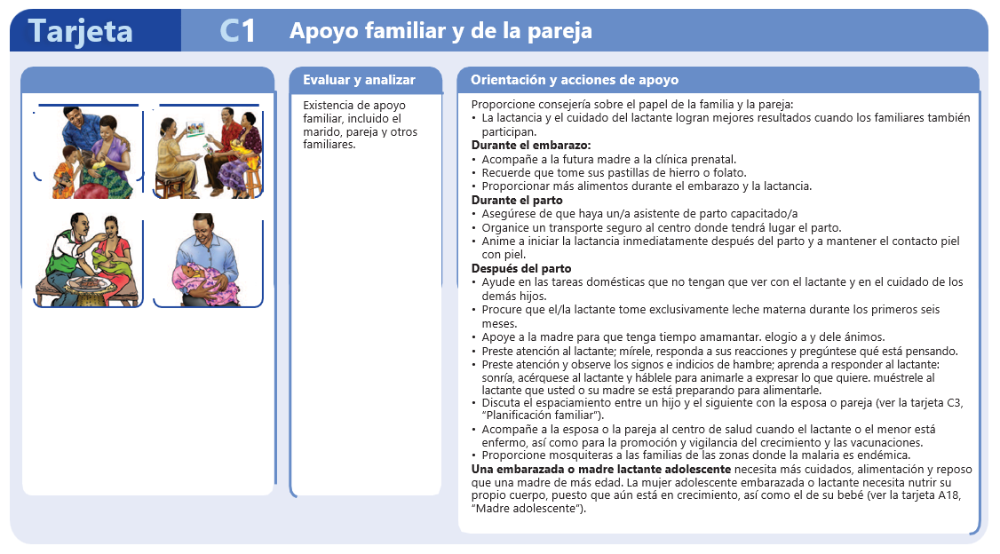 Tarjeta C1 Apoyo familiar y de la pareja
Evaluar y analizar
Existencia de apoyo
familiar, incluido el
marido, pareja y otros
familiares.
Orientación y acciones de apoyo
Proporcione consejería sobre el papel de la familia y la pareja:
• La lactancia y el cuidado del lactante logran mejores resultados cuando los familiares también
participan.
Durante el embarazo:
• Acompañe a la futura madre a la clínica prenatal.
• Recuerde que tome sus pastillas de hierro o folato.
• Proporcionar más alimentos durante el embarazo y la lactancia.
Durante el parto
• Asegúrese de que haya un/a asistente de parto capacitado/a
• Organice un transporte seguro al centro donde tendrá lugar el parto.
• Anime a iniciar la lactancia inmediatamente después del parto y a mantener el contacto piel
con piel.
Después del parto
• Ayude en las tareas domésticas que no tengan que ver con el lactante y en el cuidado de los
demás hijos.
• Procure que el/la lactante tome exclusivamente leche materna durante los primeros seis
meses.
• Apoye a la madre para que tenga tiempo amamantar. elogio a y dele ánimos.
• Preste atención al lactante; mírele, responda a sus reacciones y pregúntese qué está pensando.
• Preste atención y observe los signos e indicios de hambre; aprenda a responder al lactante:
sonría, acérquese al lactante y háblele para animarle a expresar lo que quiere. muéstrele al
lactante que usted o su madre se está preparando para alimentarle.
• Discuta el espaciamiento entre un hijo y el siguiente con la esposa o pareja (ver la tarjeta C3,
“Planificación familiar”).
• Acompañe a la esposa o la pareja al centro de salud cuando el lactante o el menor está
enfermo, así como para la promoción y vigilancia del crecimiento y las vacunaciones.
• Proporcione mosquiteras a las familias de las zonas donde la malaria es endémica.
Una embarazada o madre lactante adolescente necesita más cuidados, alimentación y reposo
que una madre de más edad. La mujer adolescente embarazada o lactante necesita nutrir su
propio cuerpo, puesto que aún está en crecimiento, así como el de su bebé (ver la tarjeta A18,
“Madre adolescente”).